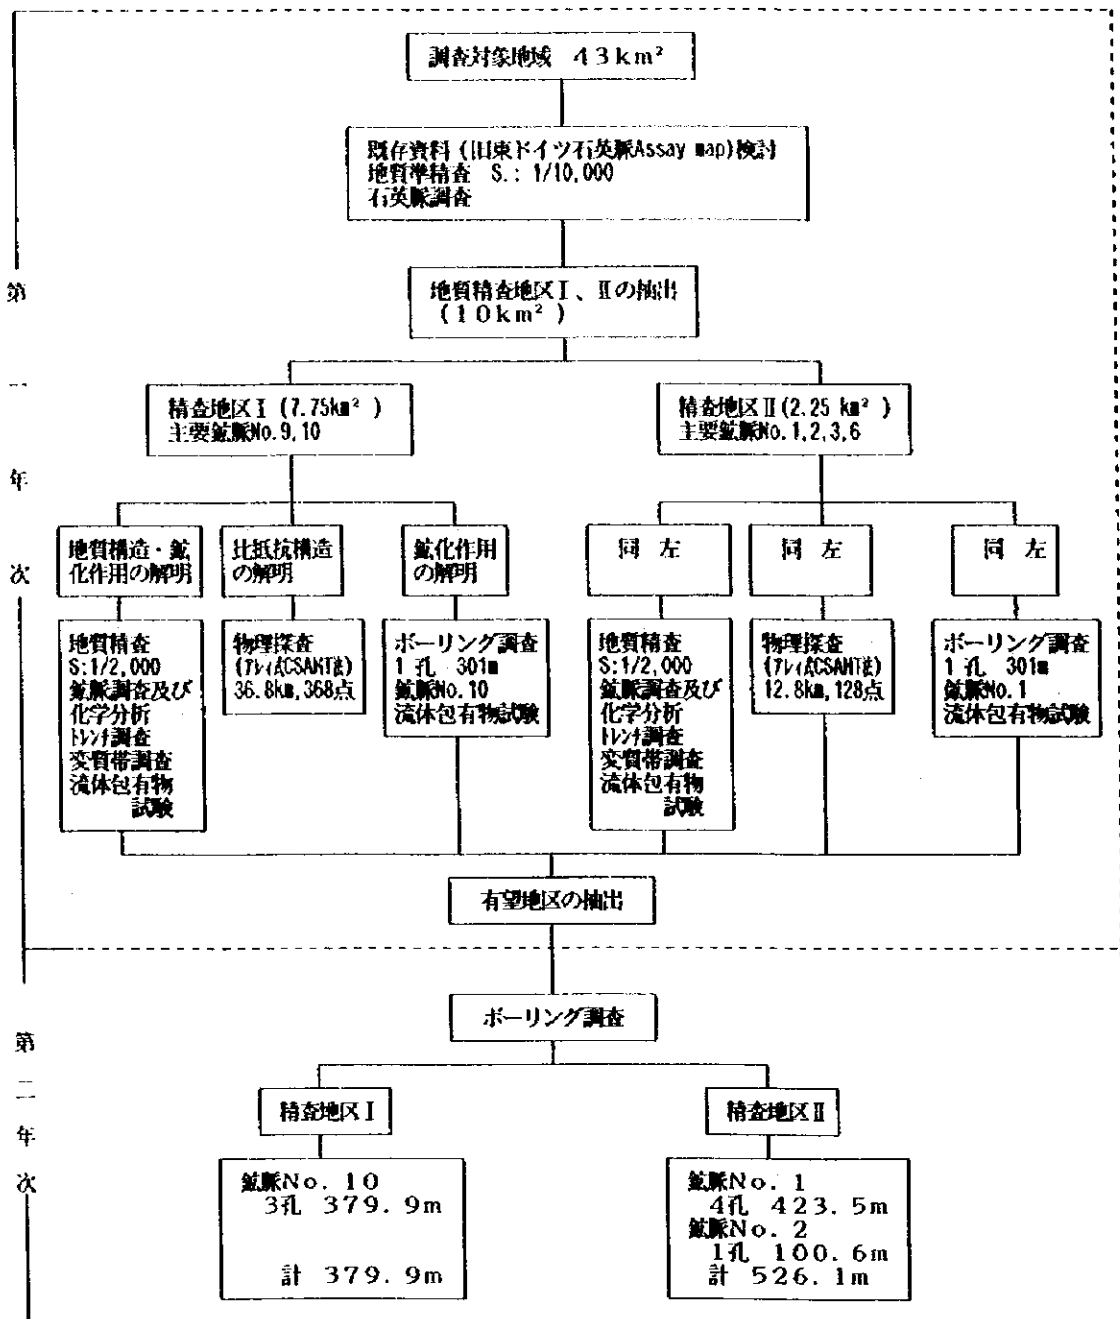 調査対象地域 43km²
既存資料(旧東ドイツ石英脈Assay map)検討
地質準精査 S.: 1/10,000
石英脈調査
地質精査地区Ⅰ、Ⅱの抽出
(10km²)
精査地区Ⅰ (7.75km²)
主要鉱脈No.9,10
精査地区Ⅱ(2.25 km²)
主要鉱脈No.1,2,3,6
地質構造・鉱
化作用の解明
比抵抗構造
の解明
鉱化作用
の解明
同 左
同 左
同 左
地質精査
S:1/2,000
鉱脈調査及び
化学分析
トレンチ調査
変質帯調査
流体包有物
試験
物理探査
(アレイ式CSAMT法)
36.8km,368点
ボーリング調査
1 孔 301m
鉱脈No.10
流体包有物試験
地質精査
S:1/2,000
鉱脈調査及び
化学分析
トレンチ調査
変質帯調査
流体包有物
試験
物理探査
(アレイ式CSAMT法)
12.8km,128点
ボーリング調査
1 孔 301m
鉱脈No.1
流体包有物試験
有望地区の抽出
第一年次
ボーリング調査
精査地区Ⅰ
精査地区Ⅱ
鉱脈No.10
3孔 379.9m
計 379.9m
鉱脈No.1
4孔 423.5m
鉱脈No.2
1孔 100.6m
計 526.1m
第二年次